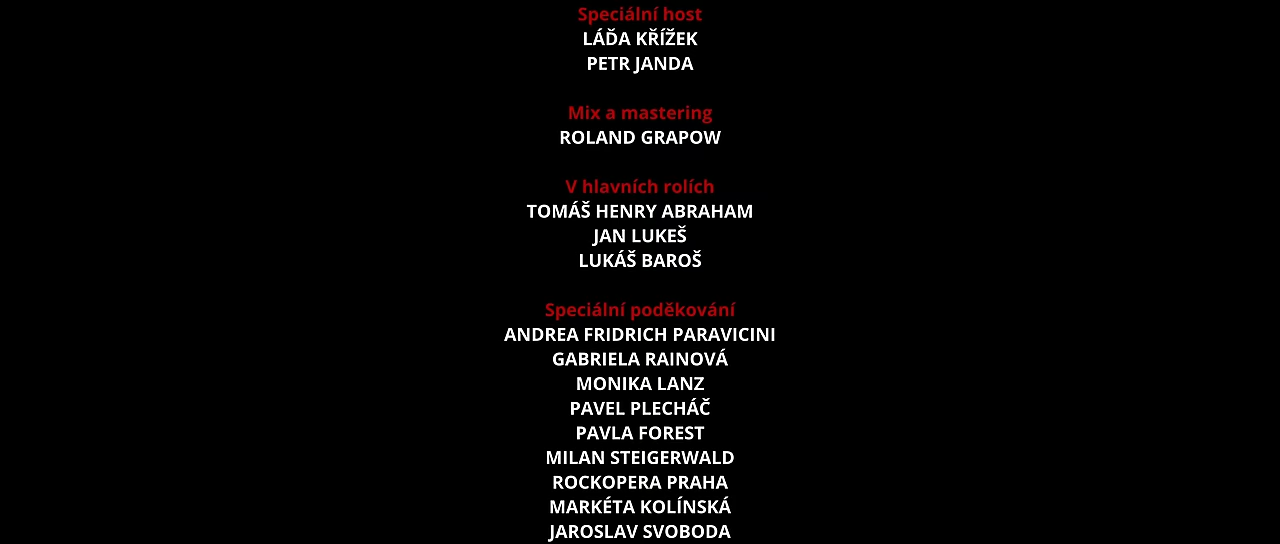 Speciální host
LÁĎA KŘÍŽEK
PETR JANDA
Mix a mastering
ROLAND GRAPOW
V hlavních rolích
TOMÁŠ HENRY ABRAHAM
JAN LUKEŠ
LUKÁŠ BAROŠ
Speciální poděkování
ANDREA FRIDRICH PARAVICINI
GABRIELA RAINOVÁ
MONIKA LANZ
PAVEL PLECHÁČ
PAVLA FOREST
MILAN STEIGERWALD
ROCKOPERA PRAHA
MARKÉTA KOLÍNSKÁ
JAROSLAV SVOBODA